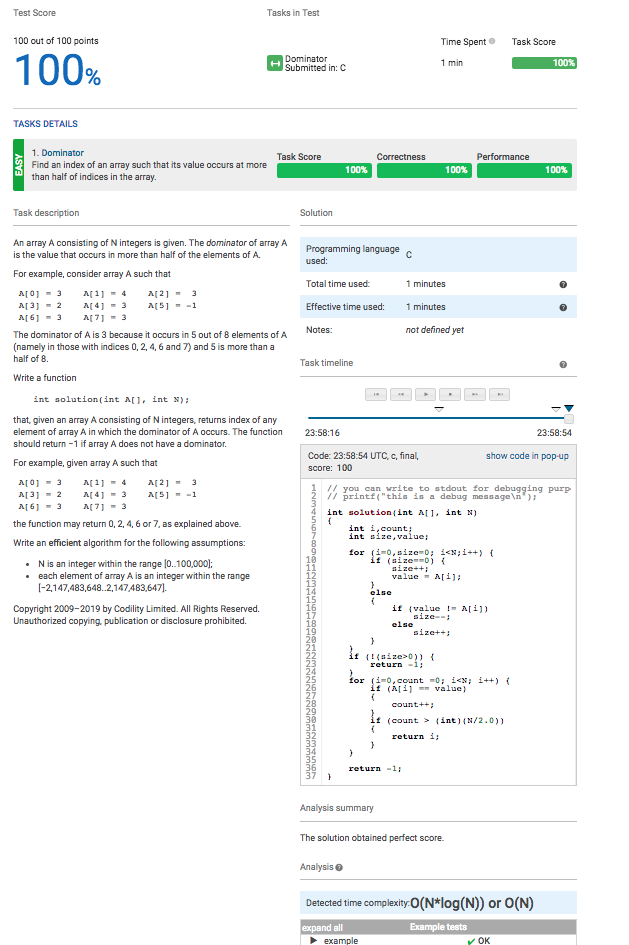 Test Score
Tasks in Test
100 out of 100 points
100%
Time Spent
Task Score
Dominator
Submitted in: C
1 min
100%
TASKS DETAILS
EASY
1. Dominator
Find an index of an array such that its value occurs at more
than half of indices in the array.
Task Score
100%
Correctness
100%
Performance
100%
Task description
An array A consisting of N integers is given. The dominator of array A
is the value that occurs in more than half of the elements of A.
For example, consider array A such that
A[0] = 3 A[1] = 4 A[2] = 3
A[3] = 2 A[4] = 3 A[5] = -1
A[6] = 3 A[7] = 3
The dominator of A is 3 because it occurs in 5 out of 8 elements of A
(namely in those with indices 0, 2, 4, 6 and 7) and 5 is more than a
half of 8.
Write a function
int solution(int A[], int N);
that, given an array A consisting of N integers, returns index of any
element of array A in which the dominator of A occurs. The function
should return −1 if array A does not have a dominator.
For example, given array A such that
A[0] = 3 A[1] = 4 A[2] = 3
A[3] = 2 A[4] = 3 A[5] = -1
A[6] = 3 A[7] = 3
the function may return 0, 2, 4, 6 or 7, as explained above.
Write an efficient algorithm for the following assumptions:
• N is an integer within the range [0..100,000];
• each element of array A is an integer within the range
[−2,147,483,648..2,147,483,647].
Copyright 2009–2019 by Codility Limited. All Rights Reserved.
Unauthorized copying, publication or disclosure prohibited.
Solution
Programming language
used: C
Total time used: 1 minutes
Effective time used: 1 minutes
Notes: not defined yet
Task timeline
23:58:16 23:58:54
Code: 23:58:54 UTC, c, final,
score: 100
show code in pop-up
1 // you can write to stdout for debugging purp
2 // printf("this is a debug message\n");
3
4 int solution(int A[], int N)
5 {
6 int i,count;
7 int size,value;
8
9 for (i=0,size=0; i<N;i++) {
10 if (size==0) {
11 size++;
12 value = A[i];
13 }
14 else
15 {
16 if (value != A[i])
17 size--;
18 else
19 size++;
20 }
21 }
22 if (!(size>0)) {
23 return -1;
24 }
25 for (i=0,count =0; i<N; i++) {
26 if (A[i] == value)
27 {
28 count++;
29 }
30 if (count > (int)(N/2.0))
31 {
32 return i;
33 }
34 }
35
36 return -1;
37 }
Analysis summary
The solution obtained perfect score.
Analysis
Detected time complexity:O(N*log(N)) or O(N)
expand all Example tests
▶ example ✔ OK